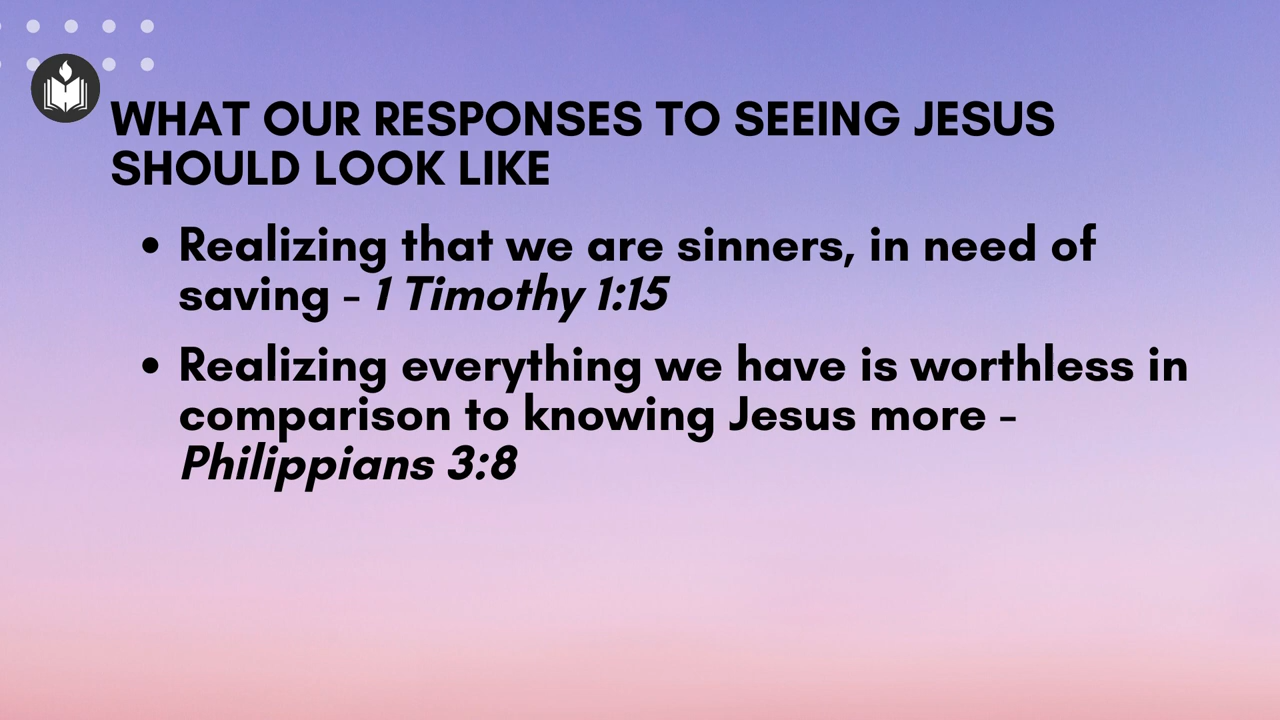 WHAT OUR RESPONSES TO SEEING JESUS
SHOULD LOOK LIKE
• Realizing that we are sinners, in need of
saving - 1 Timothy 1:15
• Realizing everything we have is worthless in
comparison to knowing Jesus more -
Philippians 3:8